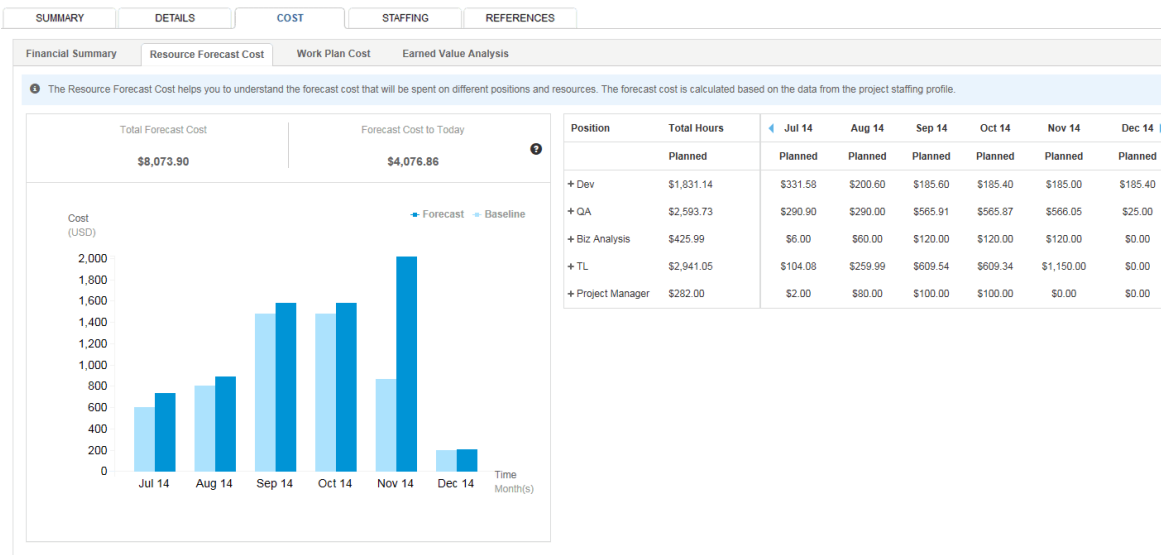 SUMMARY DETAILS COST STAFFING REFERENCES
Financial Summary Resource Forecast Cost Work Plan Cost Earned Value Analysis
The Resource Forecast Cost helps you to understand the forecast cost that will be spent on different positions and resources. The forecast cost is calculated based on the data from the project staffing profile.
Total Forecast Cost Forecast Cost to Today
$8,073.90 $4,076.86
Cost
(USD)
Forecast Baseline
2,000
1,800
1,600
1,400
1,200
1,000
800
600
400
200
0
Jul 14 Aug 14 Sep 14 Oct 14 Nov 14 Dec 14
Time
Month(s)
Position Total Hours Jul 14 Aug 14 Sep 14 Oct 14 Nov 14 Dec 14
Planned Planned Planned Planned Planned Planned Planned
+ Dev $1,831.14 $331.58 $200.60 $185.60 $185.40 $185.00 $185.40
+ QA $2,593.73 $290.90 $290.00 $565.91 $565.87 $566.05 $25.00
+ Biz Analysis $425.99 $6.00 $60.00 $120.00 $120.00 $120.00 $0.00
+ TL $2,941.05 $104.08 $259.99 $609.54 $609.34 $1,150.00 $0.00
+ Project Manager $282.00 $2.00 $80.00 $100.00 $100.00 $0.00 $0.00